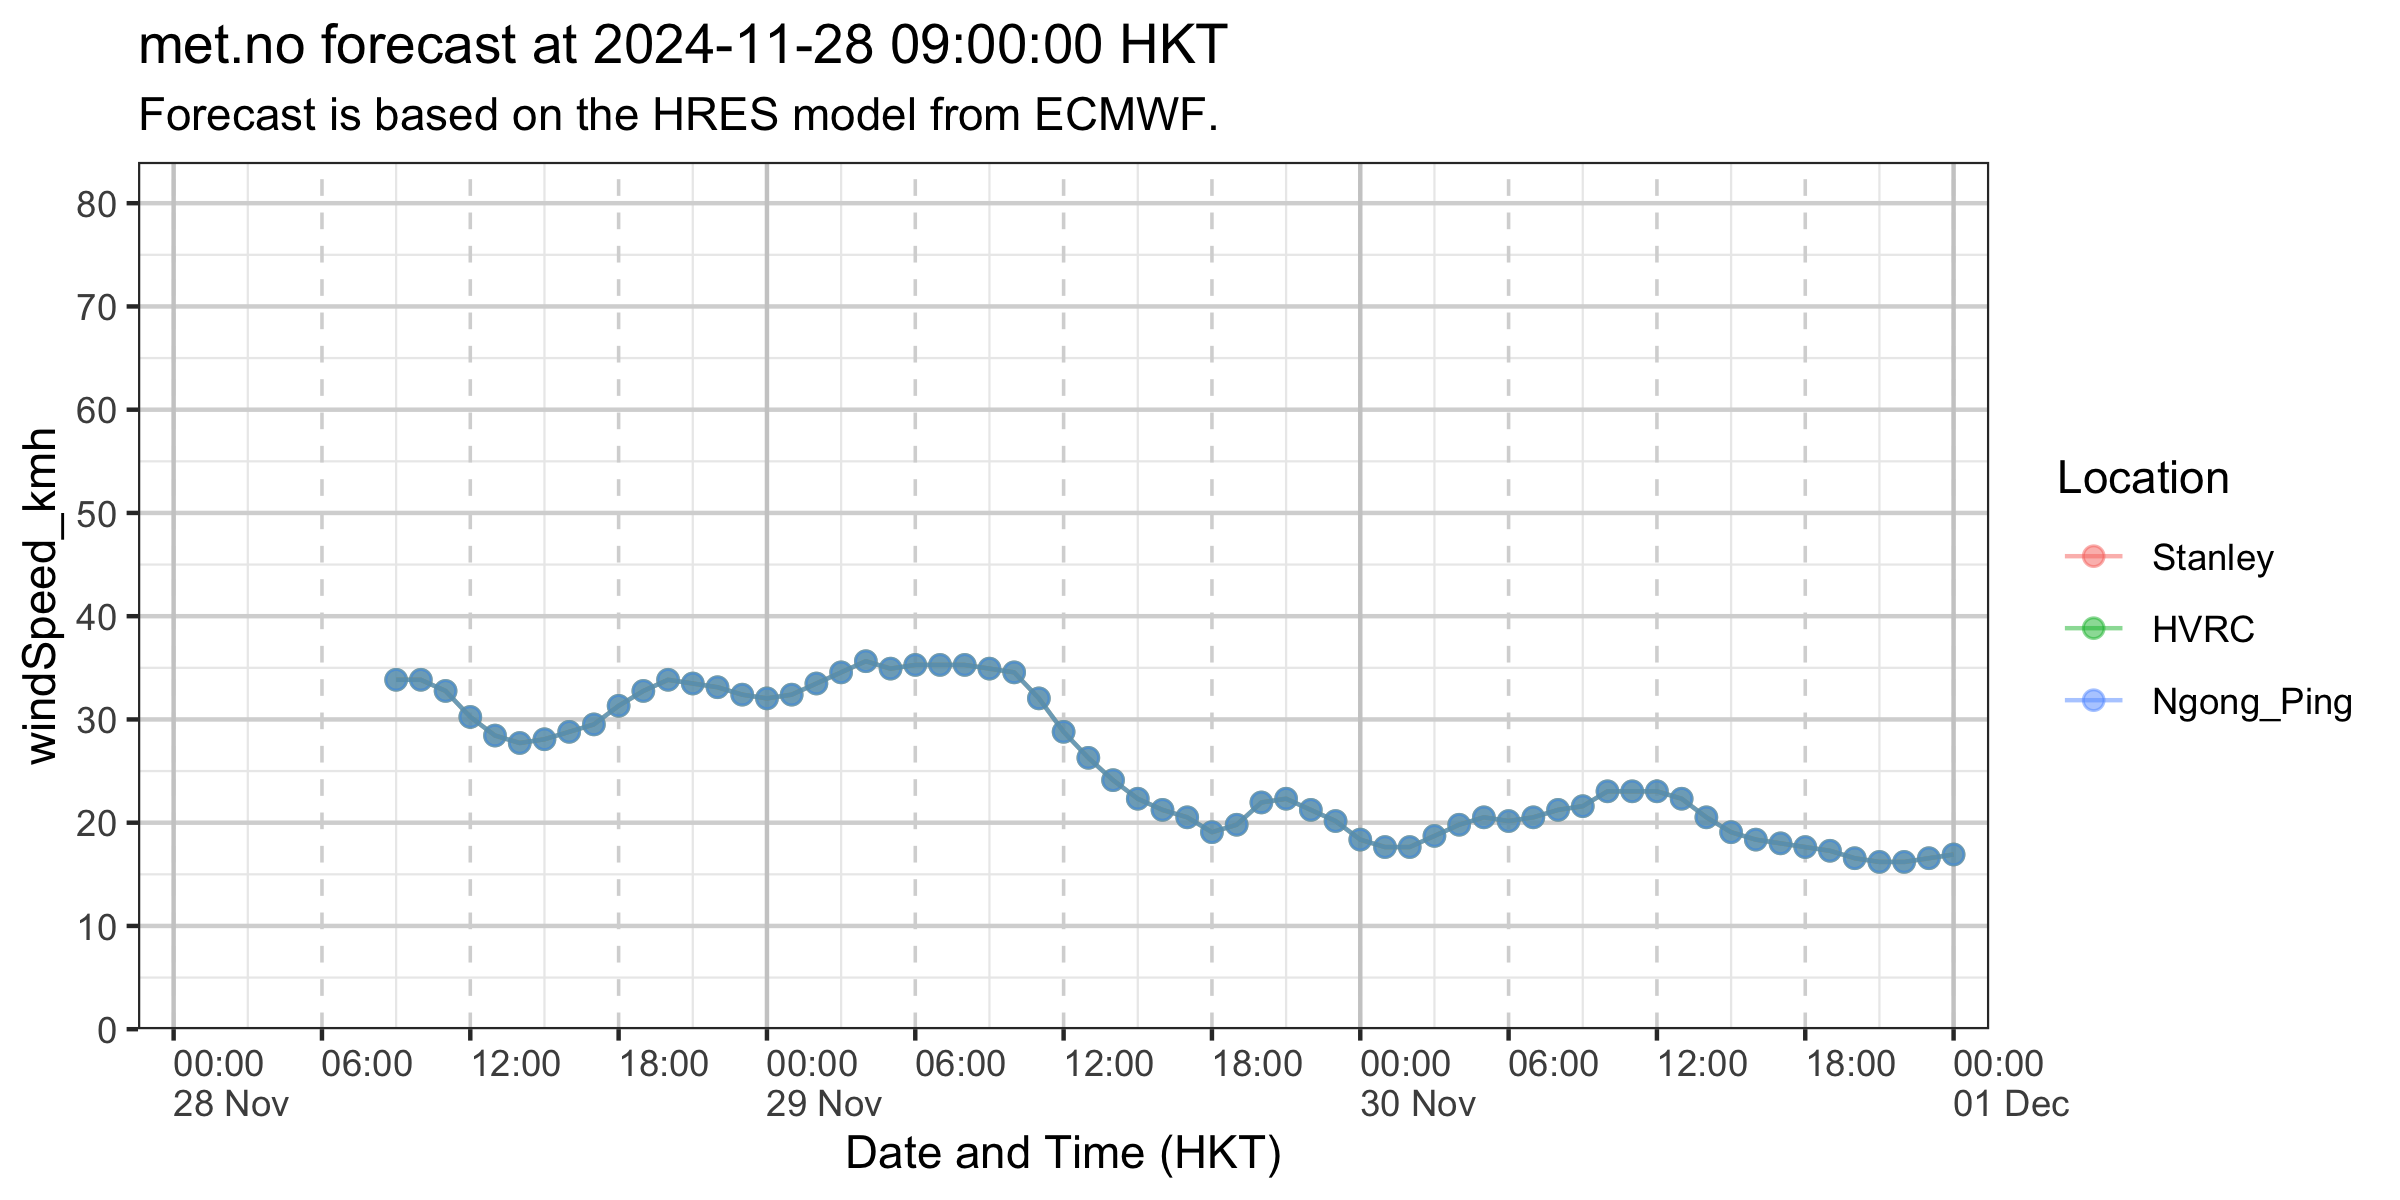 met.no forecast at 2024-11-28 09:00:00 HKT
Forecast is based on the HRES model from ECMWF.
windSpeed_kmh
80
70
60
50
40
30
20
10
0
00:00 06:00 12:00 18:00 00:00 06:00 12:00 18:00 00:00 06:00 12:00 18:00 00:00
28 Nov 29 Nov 30 Nov 01 Dec
Date and Time (HKT)
Location
Stanley
HVRC
Ngong_Ping